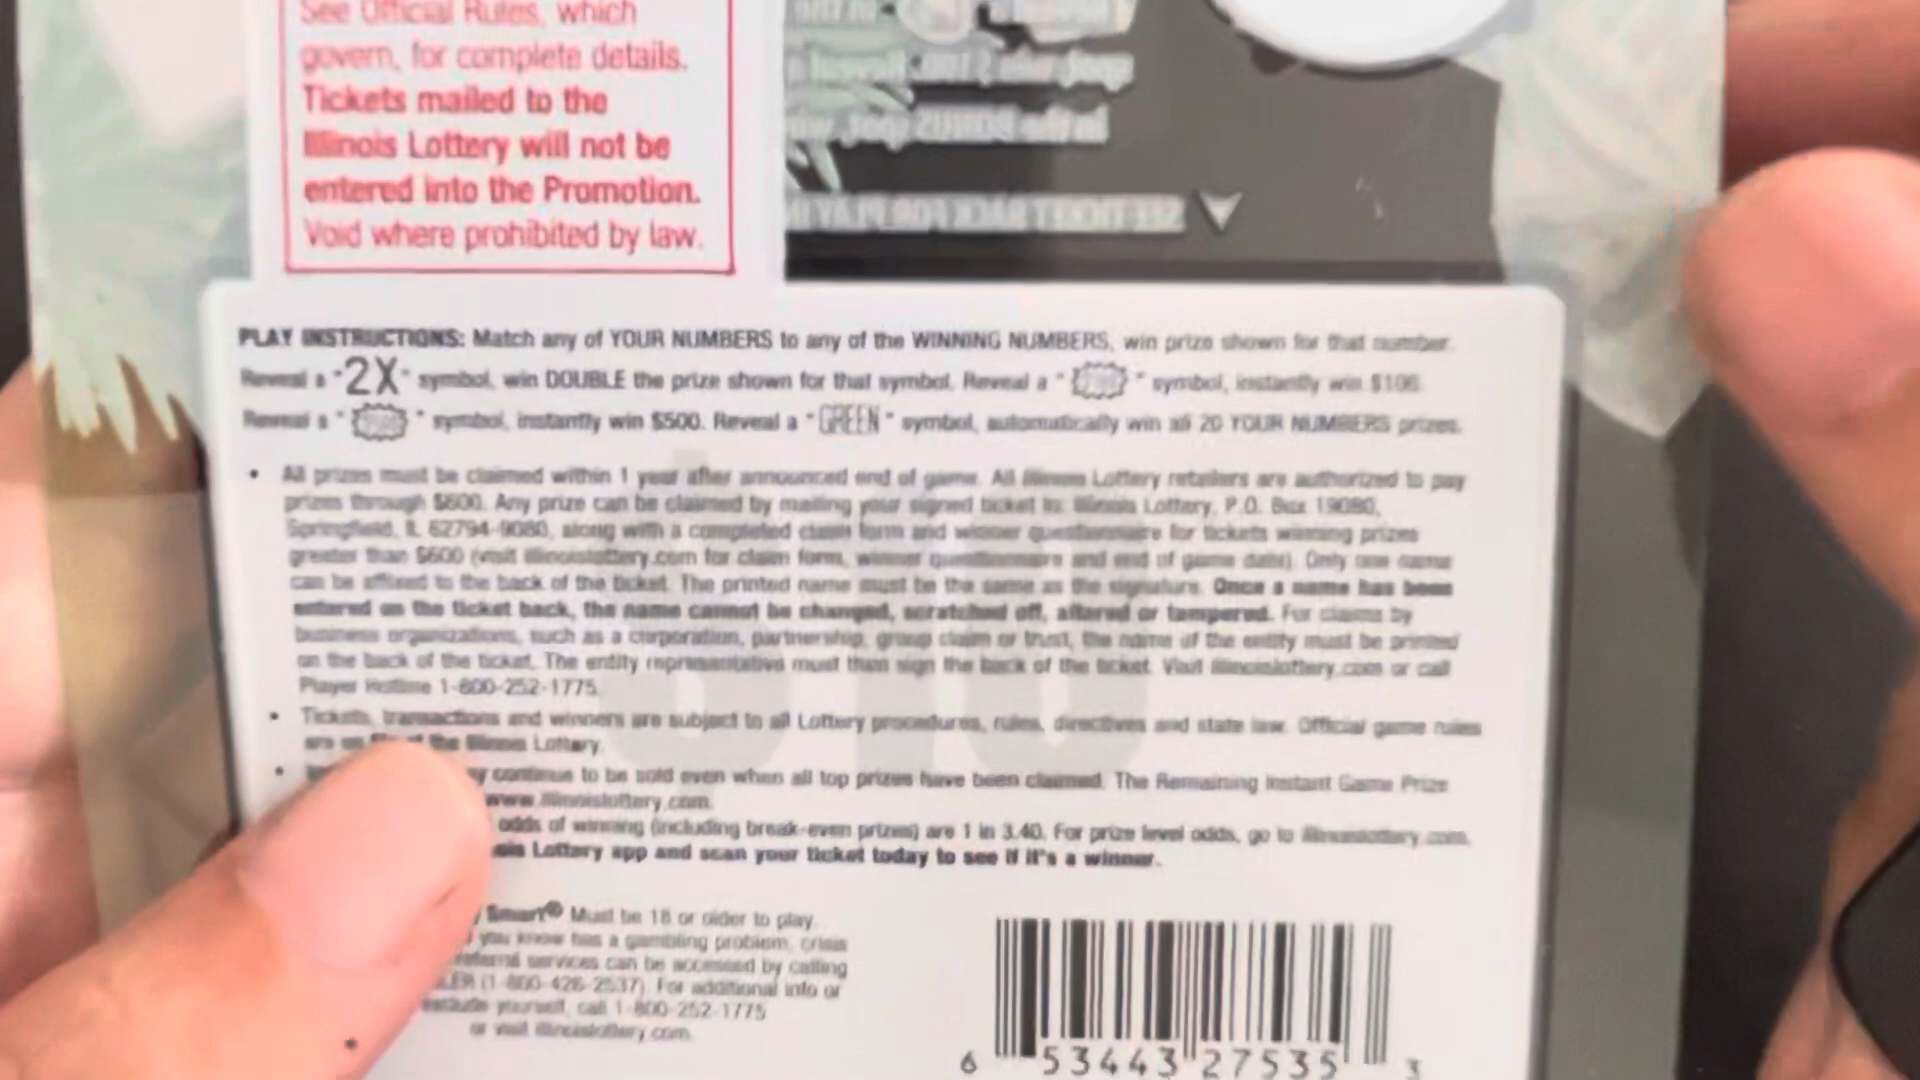 See Official Rules, which
govern, for complete details.
Tickets mailed to the
Illinois Lottery will not be
entered into the Promotion.
Void where prohibited by law.
PLAY INSTRUCTIONS: Match any of YOUR NUMBERS to any of the WINNING NUMBERS, win prize shown for that number.
Reveal a "2X" symbol, win DOUBLE the prize shown for that symbol. Reveal a " " symbol, instantly win $100.
Reveal a " " symbol, instantly win $500. Reveal a "GREEN" symbol, automatically win all 20 YOUR NUMBERS prizes.
• All prizes must be claimed within 1 year after announced end of game. All Illinois Lottery retailers are authorized to pay
prizes through $600. Any prize can be claimed by mailing your signed ticket to: Illinois Lottery, P.O. Box 19080,
Springfield, IL 62794-9080, along with a completed claim form and winner questionnaire for tickets winning prizes
greater than $600 (visit illinoislottery.com for claim form, winner questionnaire and end of game date). Only one name
can be affixed to the back of the ticket. The printed name must be the same as the signature. Once a name has been
entered on the ticket back, the name cannot be changed, scratched off, altered or tampered. For claims by
business organizations, such as a corporation, partnership, group claim or trust, the name of the entity must be printed
on the back of the ticket. The entity representative must then sign the back of the ticket. Visit illinoislottery.com or call
Player Hotline 1-800-252-1775.
• Tickets, transactions and winners are subject to all Lottery procedures, rules, directives and state law. Official game rules
are on file at the Illinois Lottery.
• continue to be sold even when all top prizes have been claimed. The Remaining Instant Game Prize
www.illinoislottery.com.
odds of winning (including break-even prizes) are 1 in 3.40. For prize level odds, go to illinoislottery.com.
Lottery app and scan your ticket today to see if it's a winner.
Smart® Must be 18 or older to play.
you know has a gambling problem, crisis
services can be accessed by calling
(1-800-426-2537). For additional info or
yourself, call 1-800-252-1775
or visit illinoislottery.com.
6 53443 27535 3